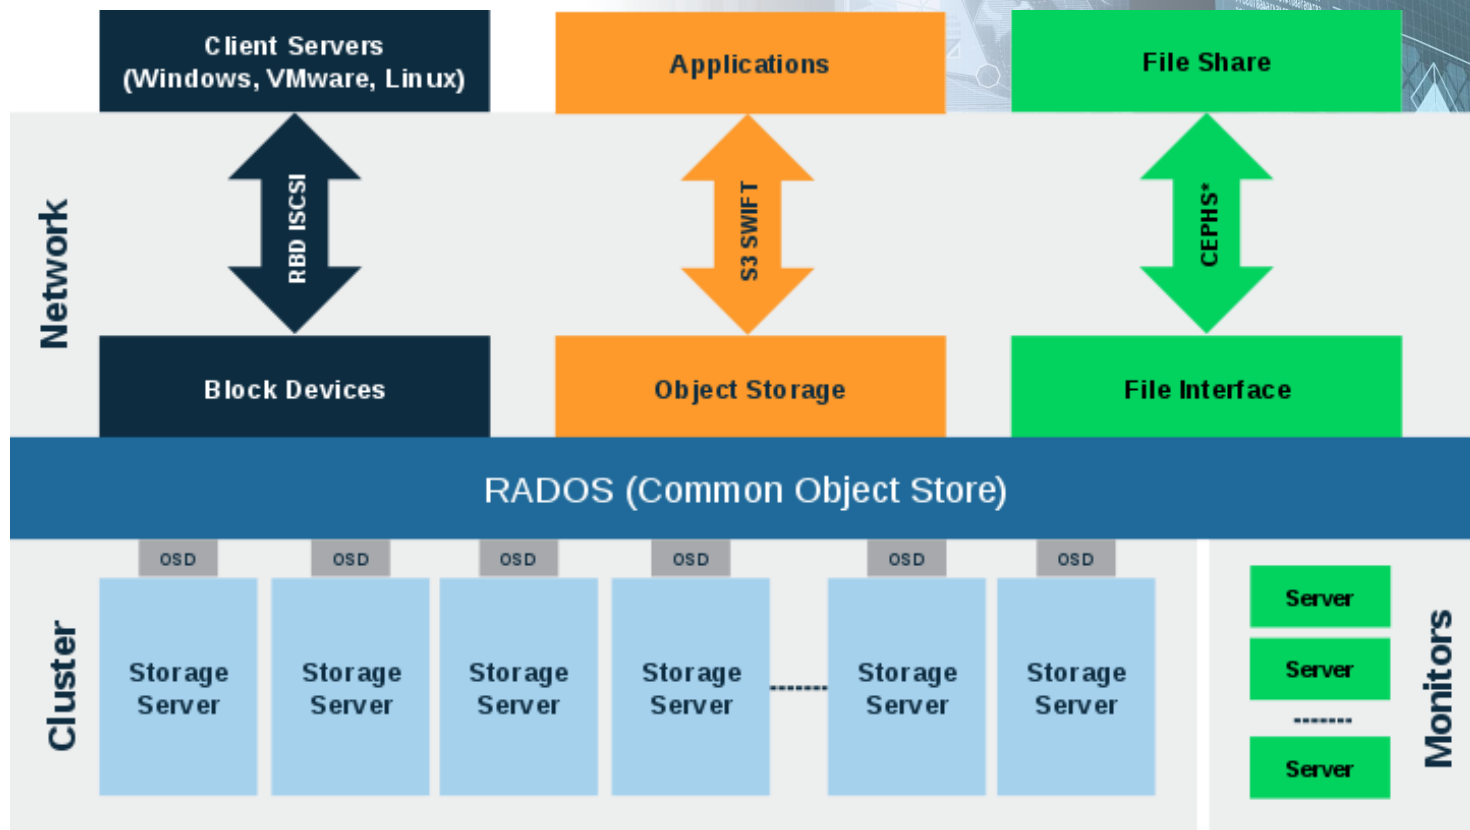 Client Servers
(Windows, VMware, Linux)
Applications
File Share
Network
RBD ISCSI
S3 SWIFT
CEPHS*
Block Devices
Object Storage
File Interface
RADOS (Common Object Store)
OSD
OSD
OSD
OSD
OSD
OSD
Cluster
Storage
Server
Storage
Server
Storage
Server
Storage
Server
Storage
Server
Storage
Server
Server
Server
Server
Monitors